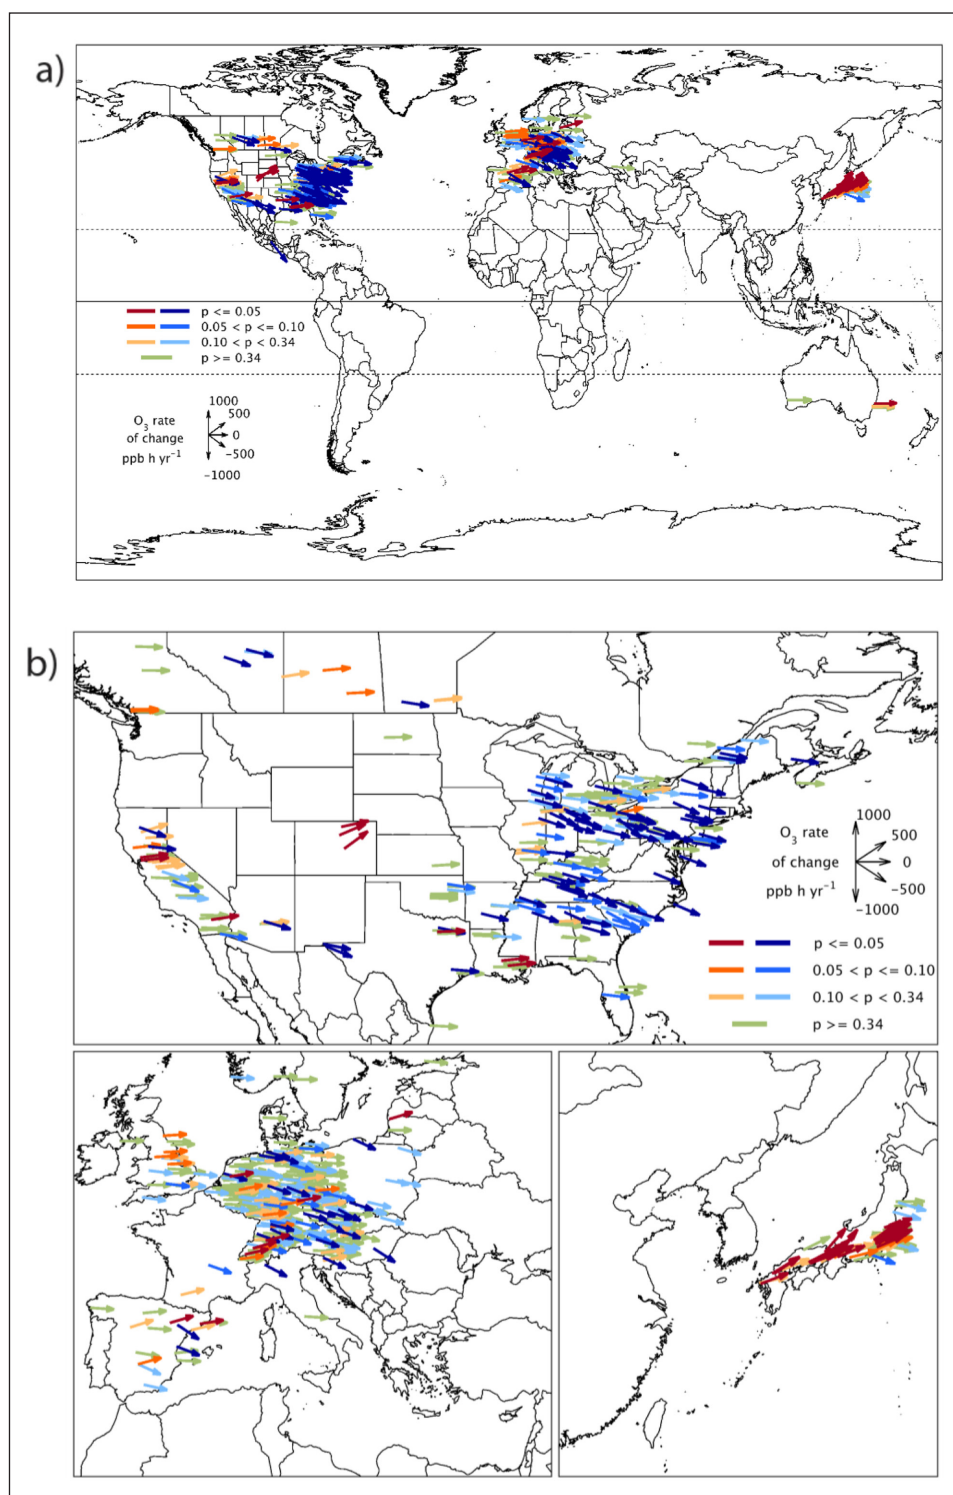 a)
p <= 0.05
0.05 < p <= 0.10
0.10 < p < 0.34
p >= 0.34
1000
O3 rate 500
of change 0
ppb h yr−1 −500
−1000
b)
1000
O3 rate 500
of change 0
ppb h yr−1 −500
−1000
p <= 0.05
0.05 < p <= 0.10
0.10 < p < 0.34
p >= 0.34